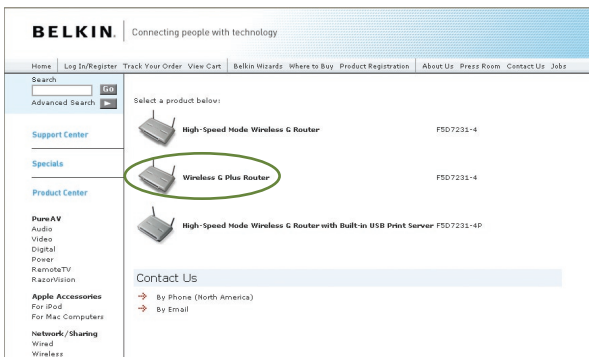 BELKIN. Connecting people with technology
Home Log In/Register Track Your Order View Cart Belkin Wizards Where to Buy Product Registration About Us Press Room Contact Us Jobs
Search
Go
Advanced Search
Support Center
Specials
Product Center
PureAV
Audio
Video
Digital
Power
RemoteTV
RazorVision
Apple Accessories
For iPod
For Mac Computers
Network/Sharing
Wired
Wireless
Select a product below:
High-Speed Mode Wireless G Router F5D7231-4
Wireless G Plus Router F5D7231-4
High-Speed Mode Wireless G Router with Built-in USB Print Server F5D7231-4P
Contact Us
By Phone (North America)
By Email